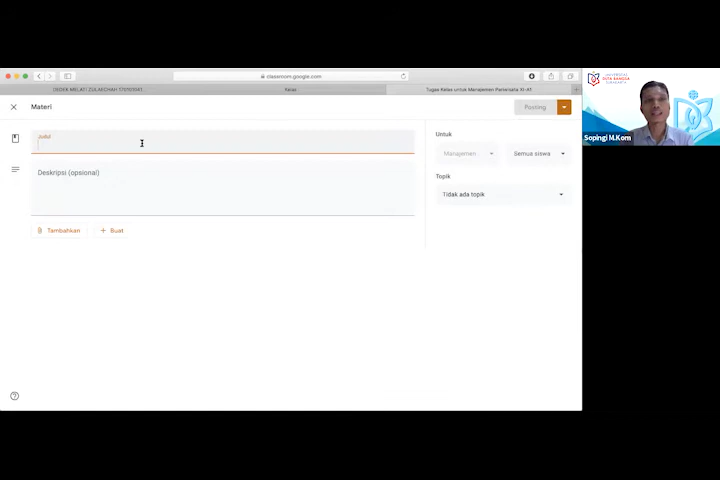 classroom.google.com
Kelas
Tugas Kelas untuk Manajemen Pariwisata XI-A1
Materi
Posting
Judul
Deskripsi (opsional)
Tambahkan
Buat
Untuk
Manajemen
Semua siswa
Topik
Tidak ada topik
UNIVERSITAS
DUTA BANGSA
SURAKARTA
Sopingi M.Kom